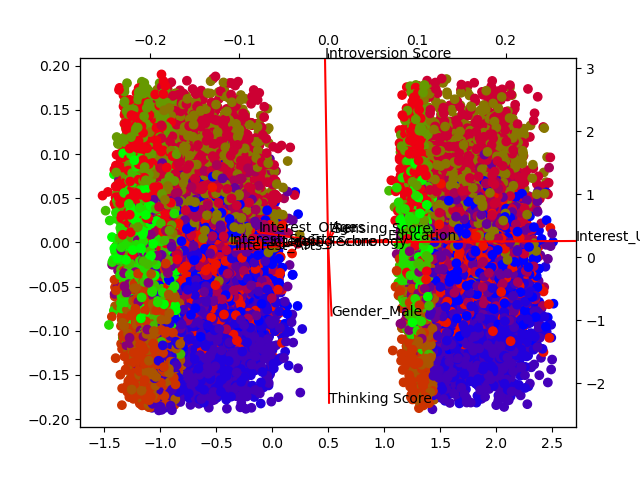 −0.2 −0.1 0.0 0.1 0.2
Introversion Score
0.20
0.15
0.10
0.05
0.00
−0.05
−0.10
−0.15
−0.20
3
2
1
0
−1
−2
Interest_Others
Sensing Score
Education
Interest_U
Gender_Male
Thinking Score
−1.5 −1.0 −0.5 0.0 0.5 1.0 1.5 2.0 2.5